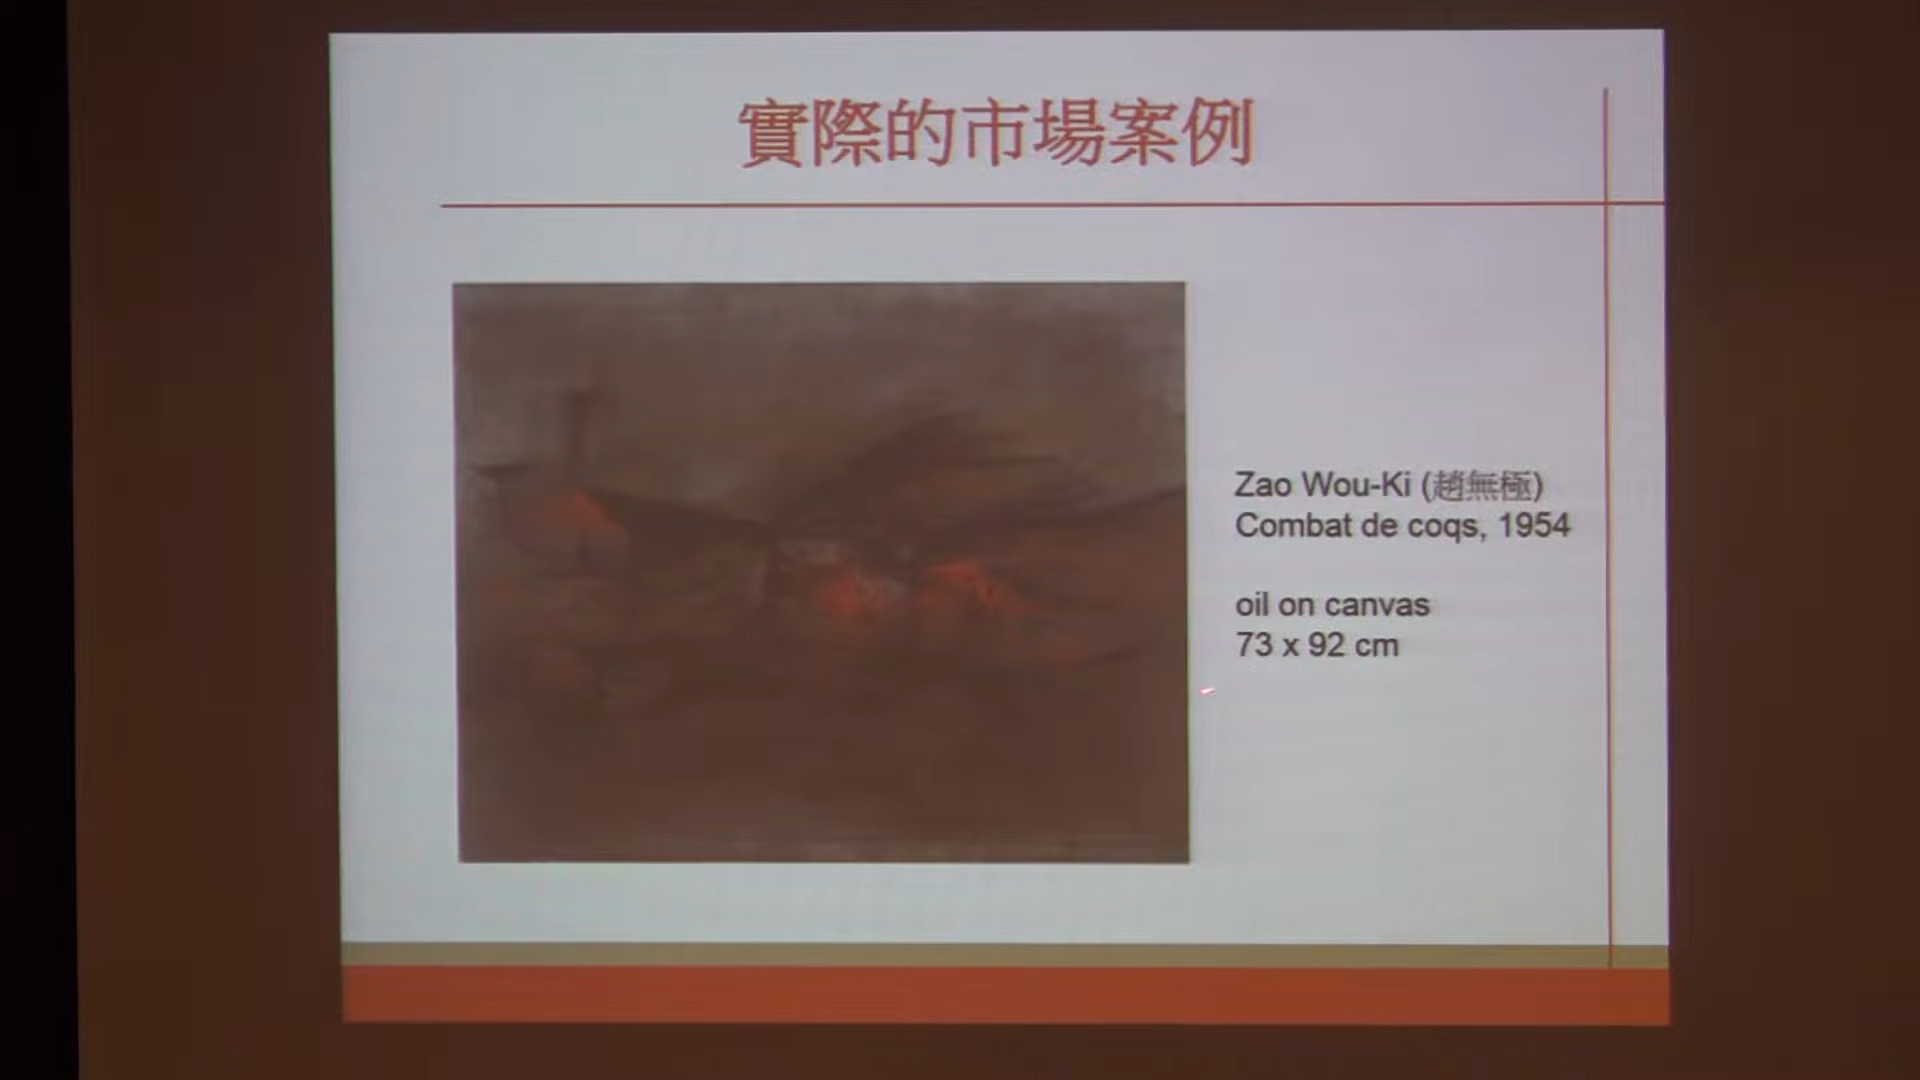 實際的市場案例
Zao Wou-Ki (趙無極)
Combat de coqs, 1954
oil on canvas
73 x 92 cm